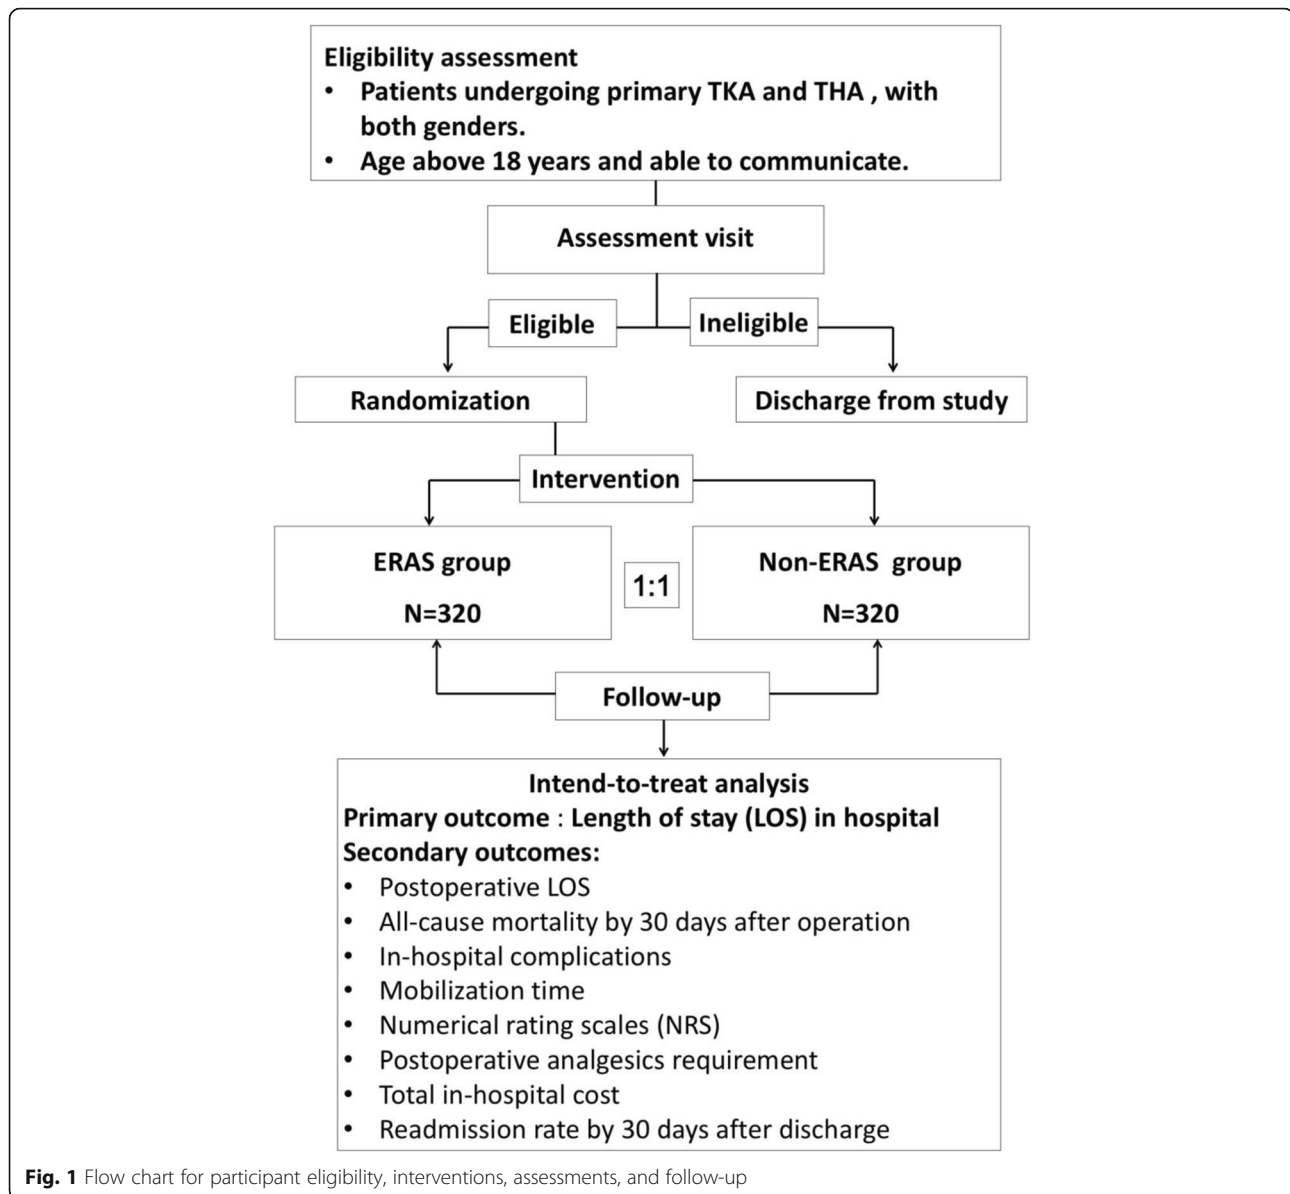 Eligibility assessment
• Patients undergoing primary TKA and THA , with
both genders.
• Age above 18 years and able to communicate.
Assessment visit
Eligible
Ineligible
Randomization
Discharge from study
Intervention
ERAS group
N=320
1:1
Non-ERAS group
N=320
Follow-up
Intend-to-treat analysis
Primary outcome : Length of stay (LOS) in hospital
Secondary outcomes:
• Postoperative LOS
• All-cause mortality by 30 days after operation
• In-hospital complications
• Mobilization time
• Numerical rating scales (NRS)
• Postoperative analgesics requirement
• Total in-hospital cost
• Readmission rate by 30 days after discharge
Fig. 1 Flow chart for participant eligibility, interventions, assessments, and follow-up